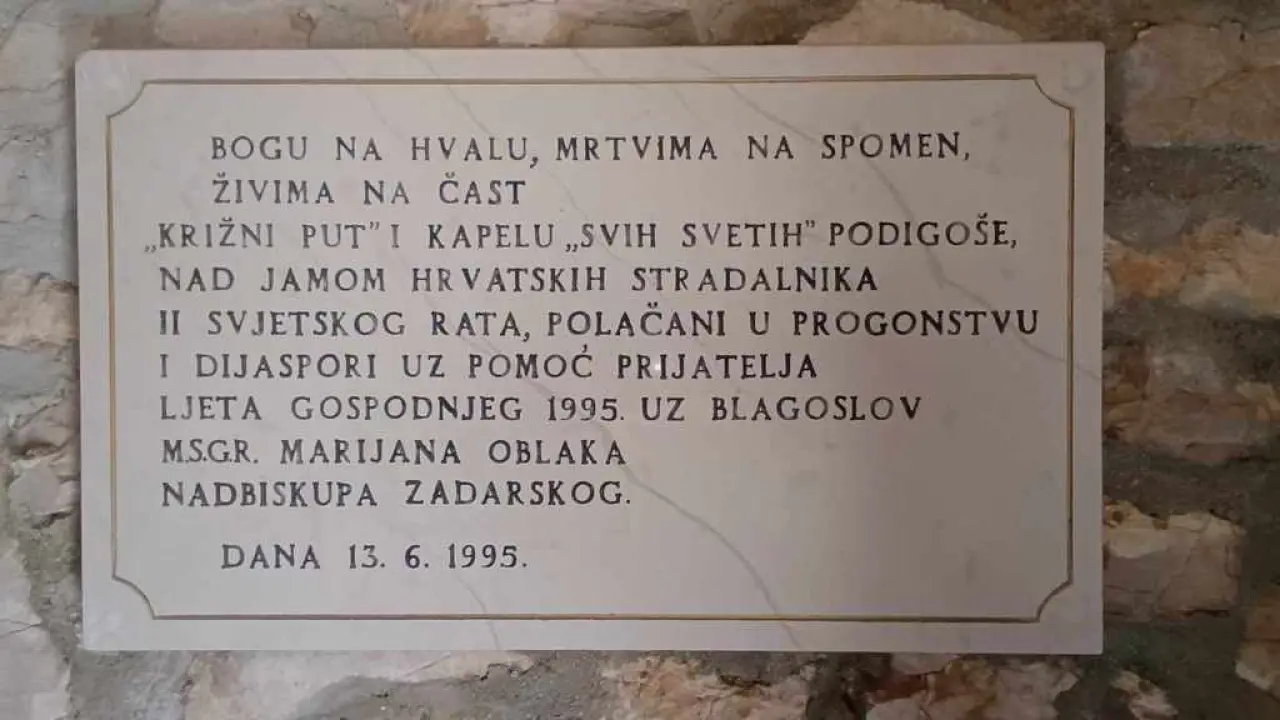 BOGU NA HVALU, MRTVIMA NA SPOMEN,
ŽIVIMA NA ČAST
„KRIŽNI PUT” I KAPELU „SVIH SVETIH” PODIGOŠE,
NAD JAMOM HRVATSKIH STRADALNIKA
II SVJETSKOG RATA, POLAČANI U PROGONSTVU
I DIJASPORI UZ POMOĆ PRIJATELJA
LJETA GOSPODNJEG 1995. UZ BLAGOSLOV
M.S.G.R. MARIJANA OBLAKA
NADBISKUPA ZADARSKOG.
DANA 13. 6. 1995.